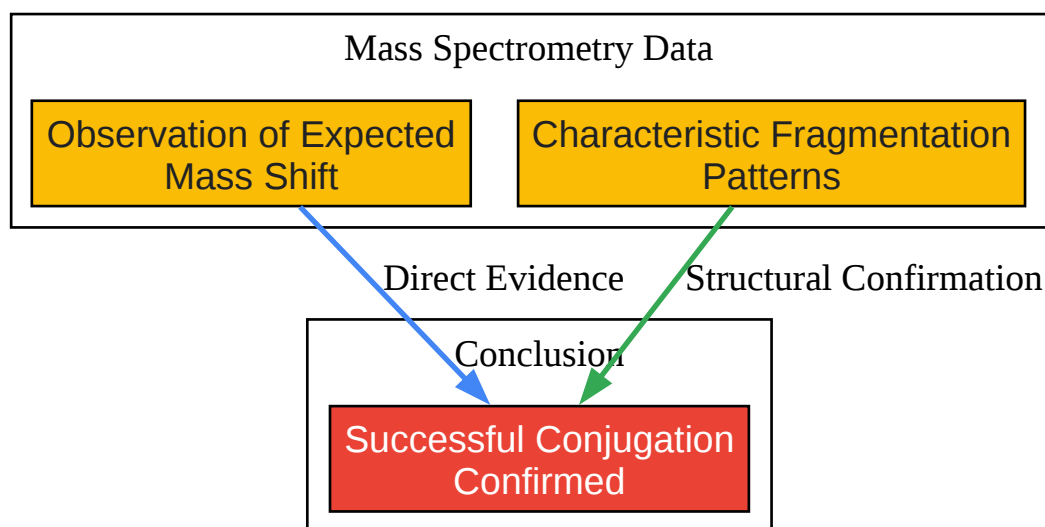 Mass Spectrometry Data
Observation of Expected
Mass Shift
Characteristic Fragmentation
Patterns
Direct Evidence
Structural Confirmation
Conclusion
Successful Conjugation
Confirmed